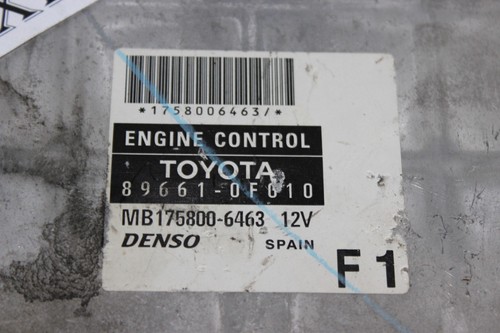 *1758006463/*
ENGINE CONTROL
TOYOTA
89661-0F010
MB175800-6463 12V
DENSO SPAIN
F1